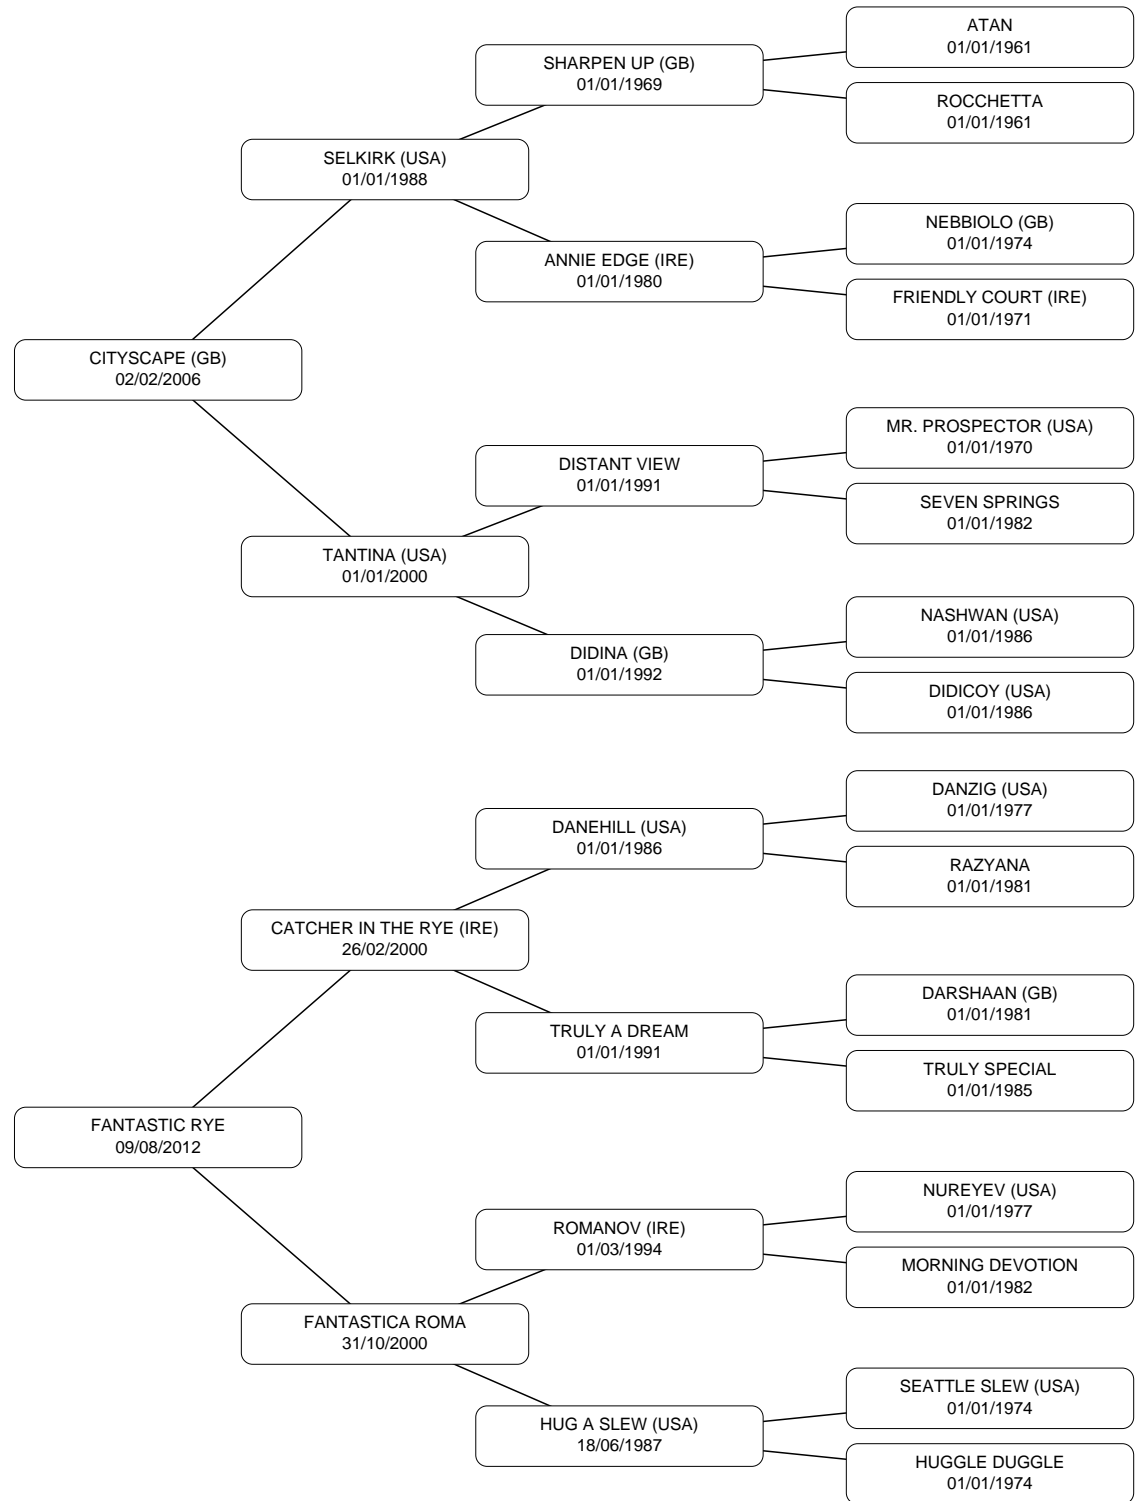 ATAN
01/01/1961
SHARPEN UP (GB)
01/01/1969
ROCCHETTA
01/01/1961
SELKIRK (USA)
01/01/1988
NEBBIOLO (GB)
01/01/1974
ANNIE EDGE (IRE)
01/01/1980
FRIENDLY COURT (IRE)
01/01/1971
CITYSCAPE (GB)
02/02/2006
MR. PROSPECTOR (USA)
01/01/1970
DISTANT VIEW
01/01/1991
SEVEN SPRINGS
01/01/1982
TANTINA (USA)
01/01/2000
NASHWAN (USA)
01/01/1986
DIDINA (GB)
01/01/1992
DIDICOY (USA)
01/01/1986
DANZIG (USA)
01/01/1977
DANEHILL (USA)
01/01/1986
RAZYANA
01/01/1981
CATCHER IN THE RYE (IRE)
26/02/2000
DARSHAAN (GB)
01/01/1981
TRULY A DREAM
01/01/1991
TRULY SPECIAL
01/01/1985
FANTASTIC RYE
09/08/2012
NUREYEV (USA)
01/01/1977
ROMANOV (IRE)
01/03/1994
MORNING DEVOTION
01/01/1982
FANTASTICA ROMA
31/10/2000
SEATTLE SLEW (USA)
01/01/1974
HUG A SLEW (USA)
18/06/1987
HUGGLE DUGGLE
01/01/1974